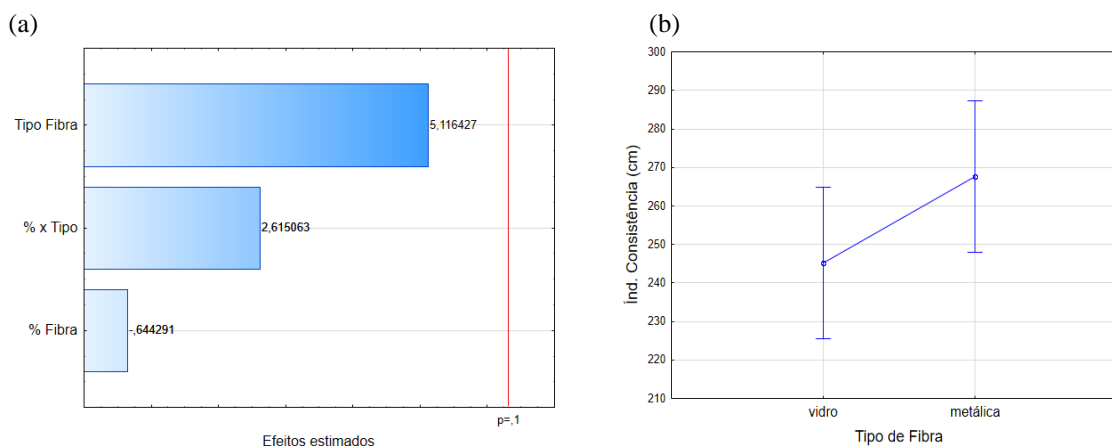 (a)
Tipo Fibra
5,116427
% x Tipo
2,615063
% Fibra
-,644291
p=,1
Efeitos estimados
(b)
Índ. Consistência (cm)
300
290
280
270
260
250
240
230
220
210
vidro
metálica
Tipo de Fibra